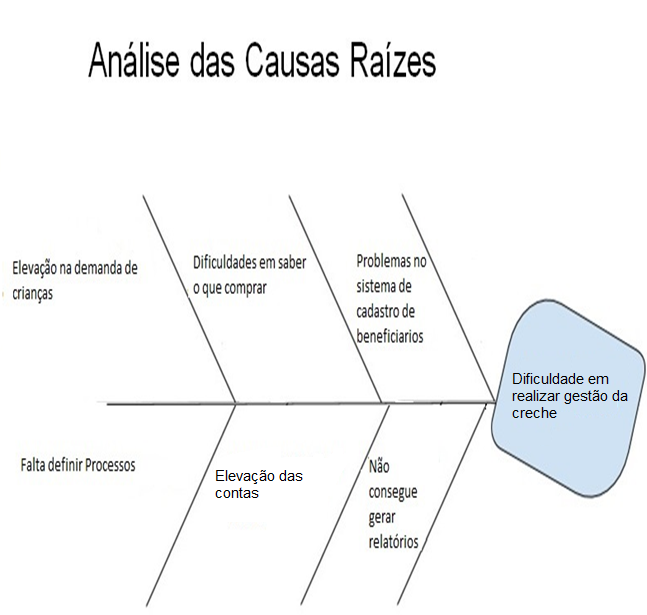 Análise das Causas Raízes
Elevação na demanda de
crianças
Dificuldades em saber
o que comprar
Problemas no
sistema de
cadastro de
beneficiarios
Dificuldade em
realizar gestão da
creche
Falta definir Processos
Elevação das
contas
Não
consegue
gerar
relatórios